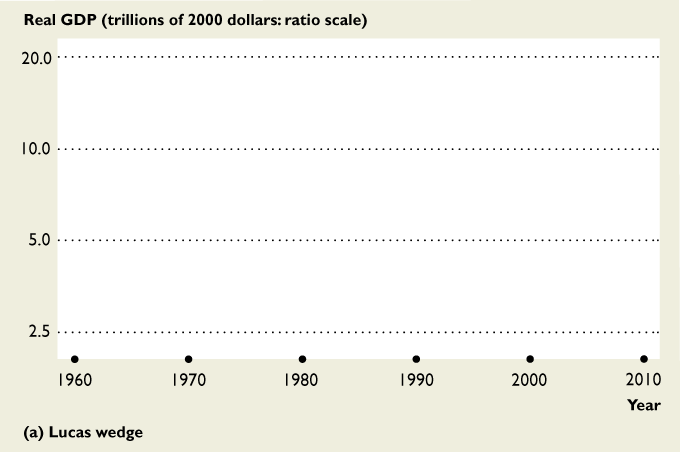 Real GDP (trillions of 2000 dollars: ratio scale)
20.0
10.0
5.0
2.5
1960 1970 1980 1990 2000 2010
Year
(a) Lucas wedge